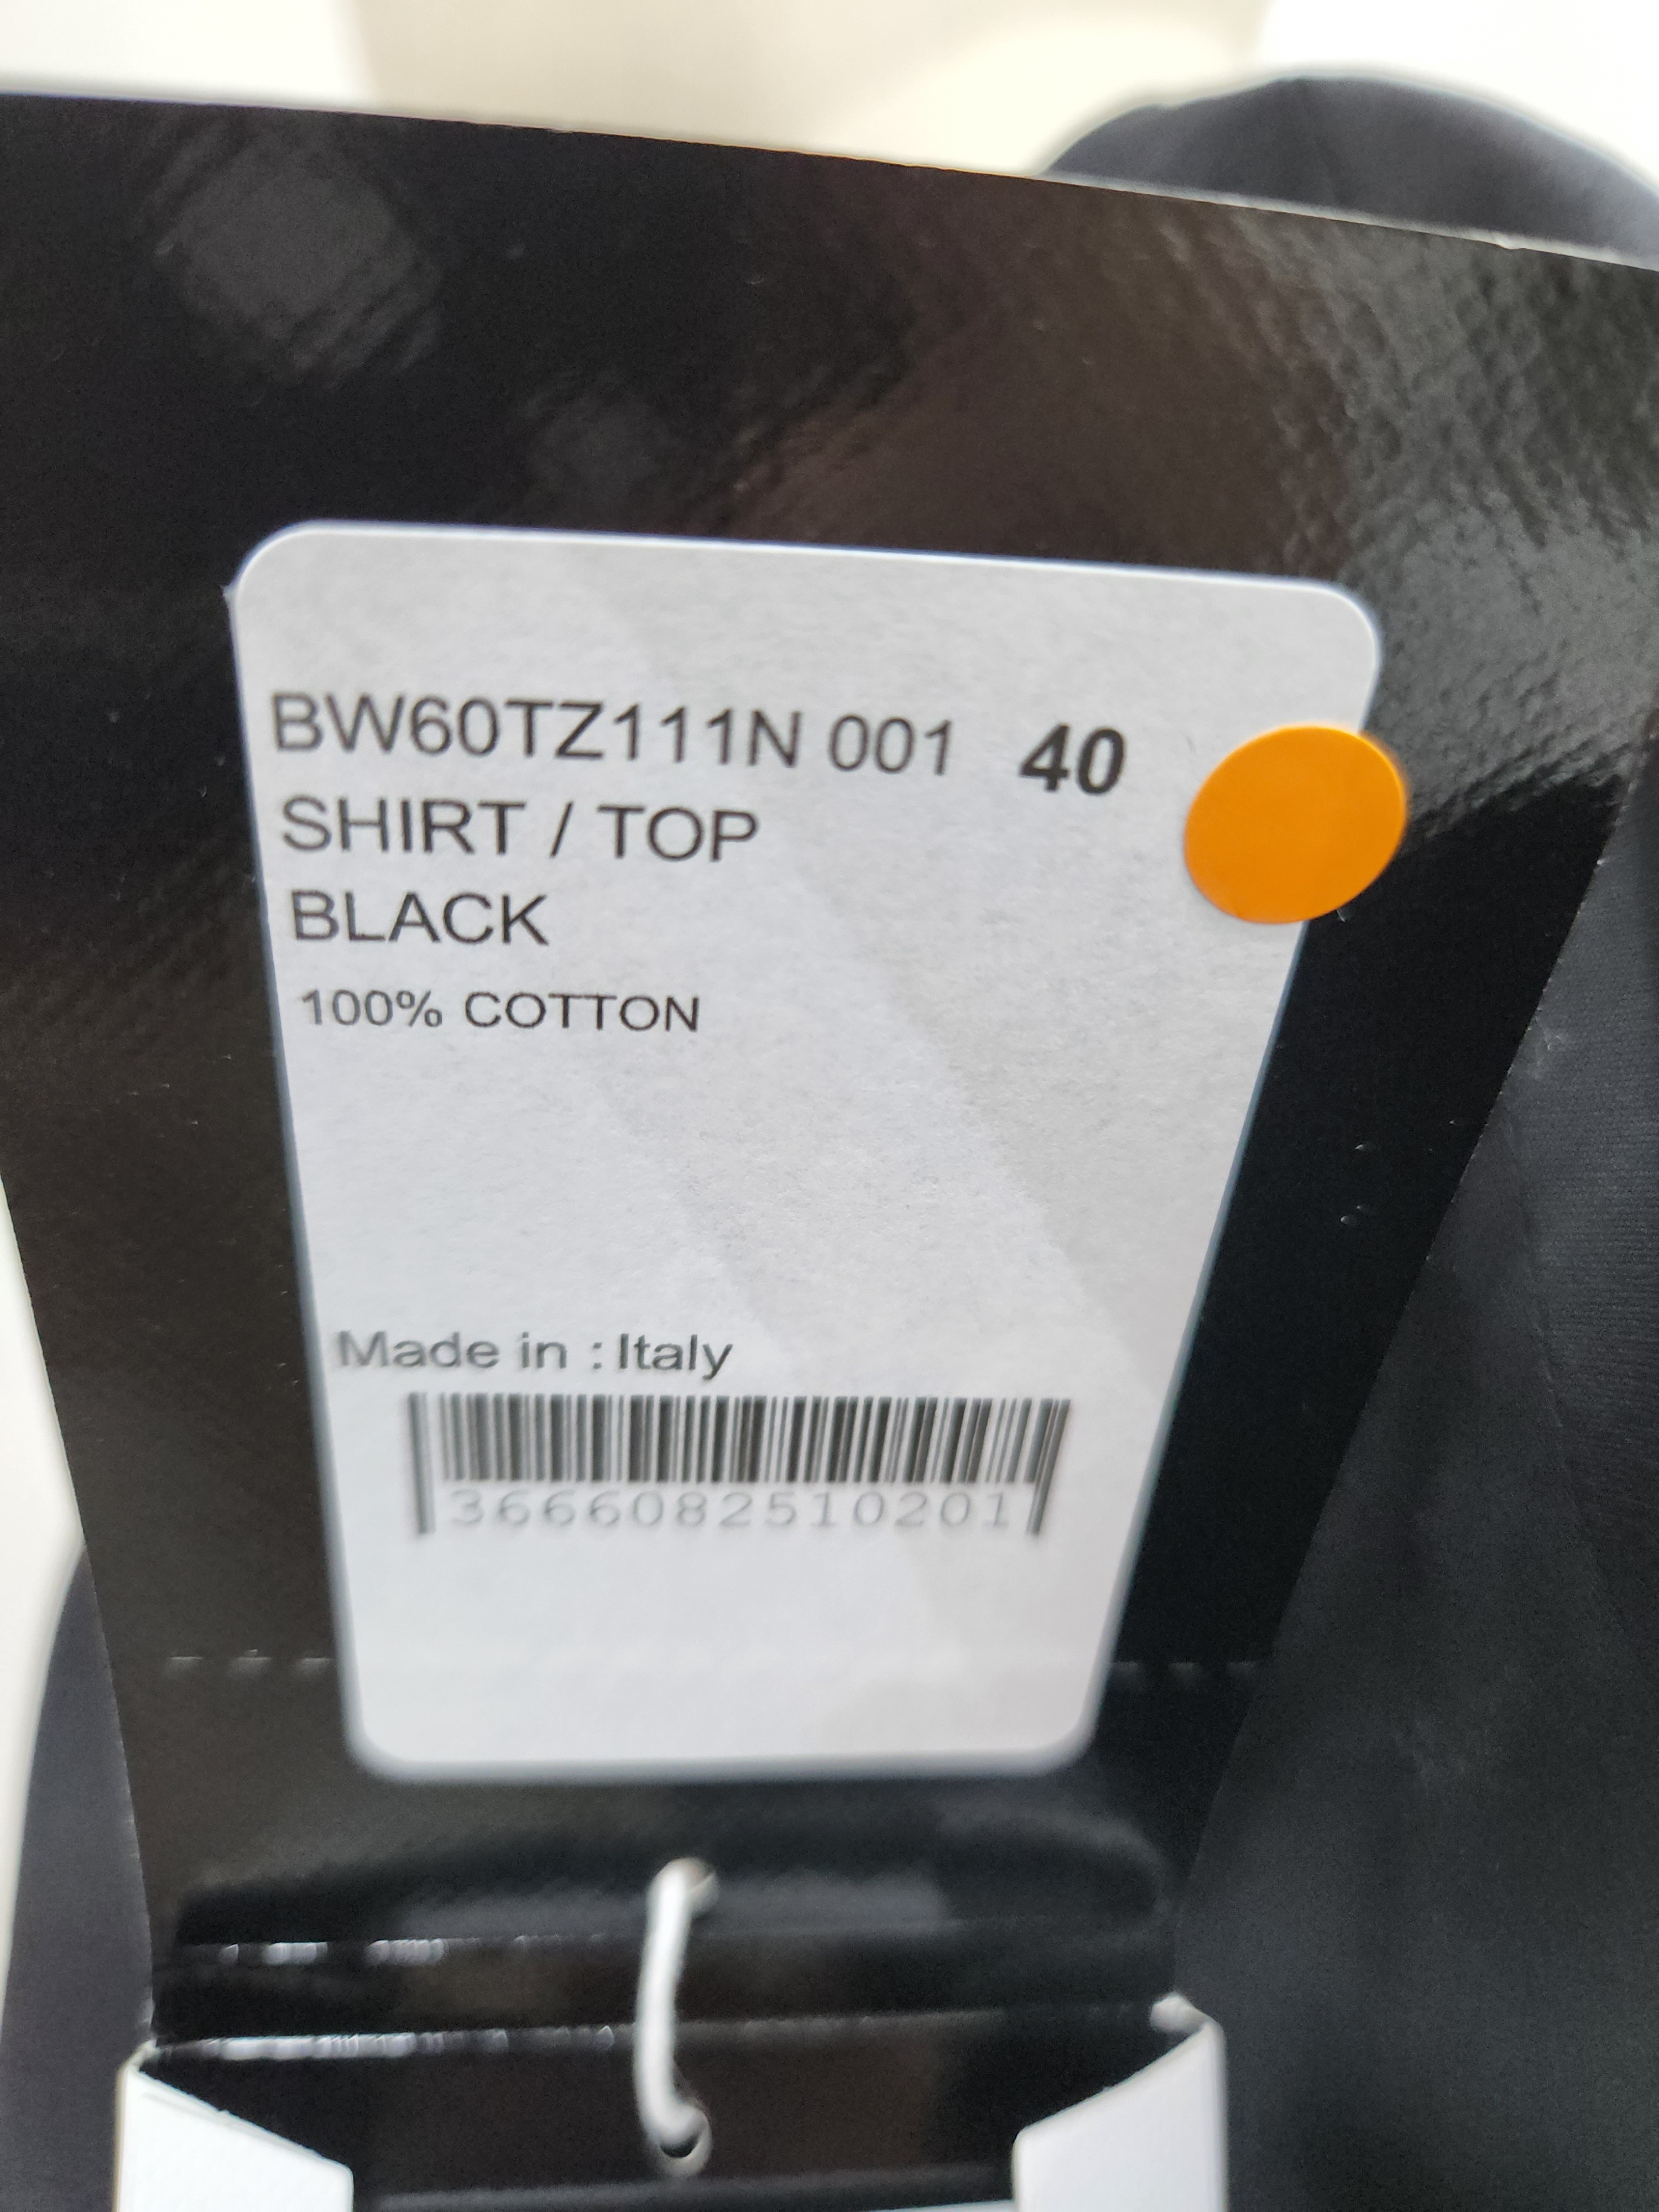 BW60TZ111N 001 40
SHIRT / TOP
BLACK
100% COTTON
Made in : Italy
3666082510201